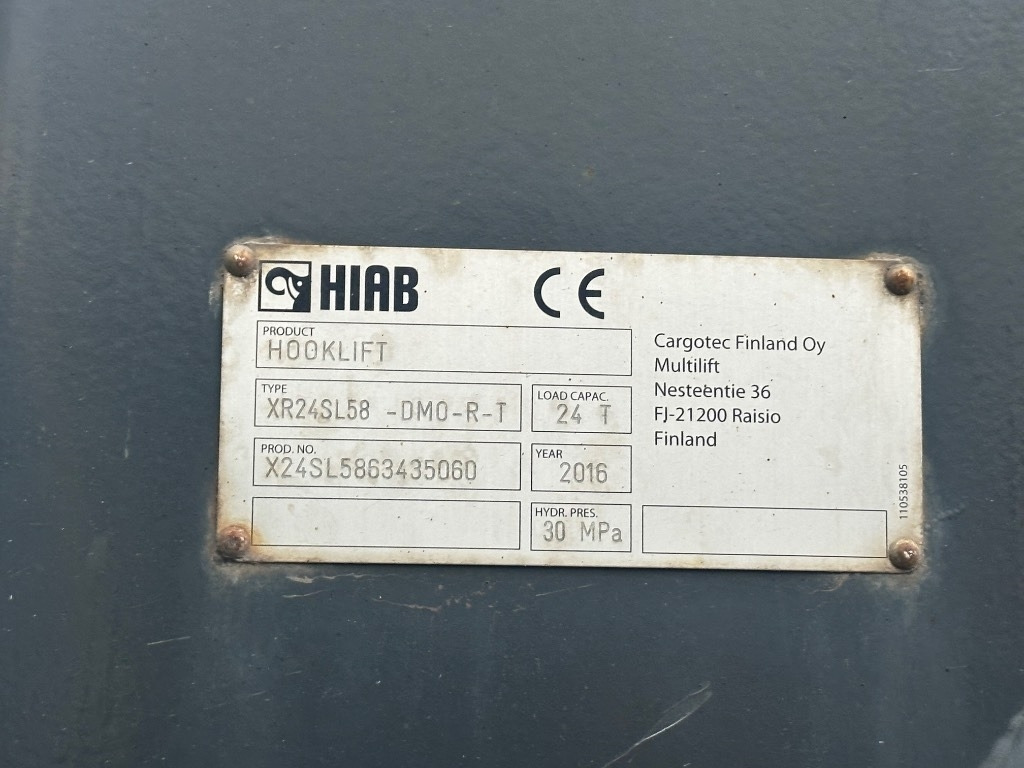 HIAB CE
PRODUCT
HOOKLIFT
TYPE
XR24SL58 -DMO-R-T
LOAD CAPAC.
24 T
PROD. NO.
X24SL5863435060
YEAR
2016
HYDR. PRES.
30 MPa
Cargotec Finland Oy
Multilift
Nesteentie 36
FJ-21200 Raisio
Finland
110538105